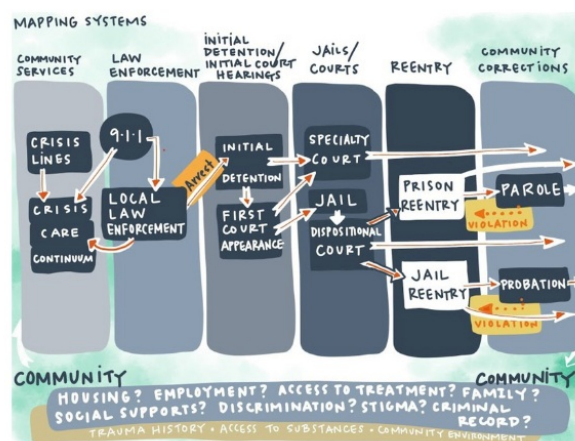 MAPPING SYSTEMS
COMMUNITY
SERVICES
LAW
ENFORCEMENT
INITIAL
DETENTION/
INITIAL COURT
HEARINGS
JAILS/
COURTS
REENTRY
COMMUNITY
CORRECTIONS
CRISIS
LINES
9-1-1
CRISIS
CARE
CONTINUUM
LOCAL
LAW
ENFORCEMENT
Arrest
INITIAL
DETENTION
FIRST
COURT
APPEARANCE
SPECIALTY
COURT
JAIL
DISPOSITIONAL
COURT
PRISON
REENTRY
JAIL
REENTRY
PAROLE
VIOLATION
PROBATION
VIOLATION
COMMUNITY
COMMUNITY
HOUSING? EMPLOYMENT? ACCESS TO TREATMENT? FAMILY?
SOCIAL SUPPORTS? DISCRIMINATION? STIGMA? CRIMINAL
RECORD?
TRAUMA HISTORY • ACCESS TO SUBSTANCES • COMMUNITY ENVIRONMENT